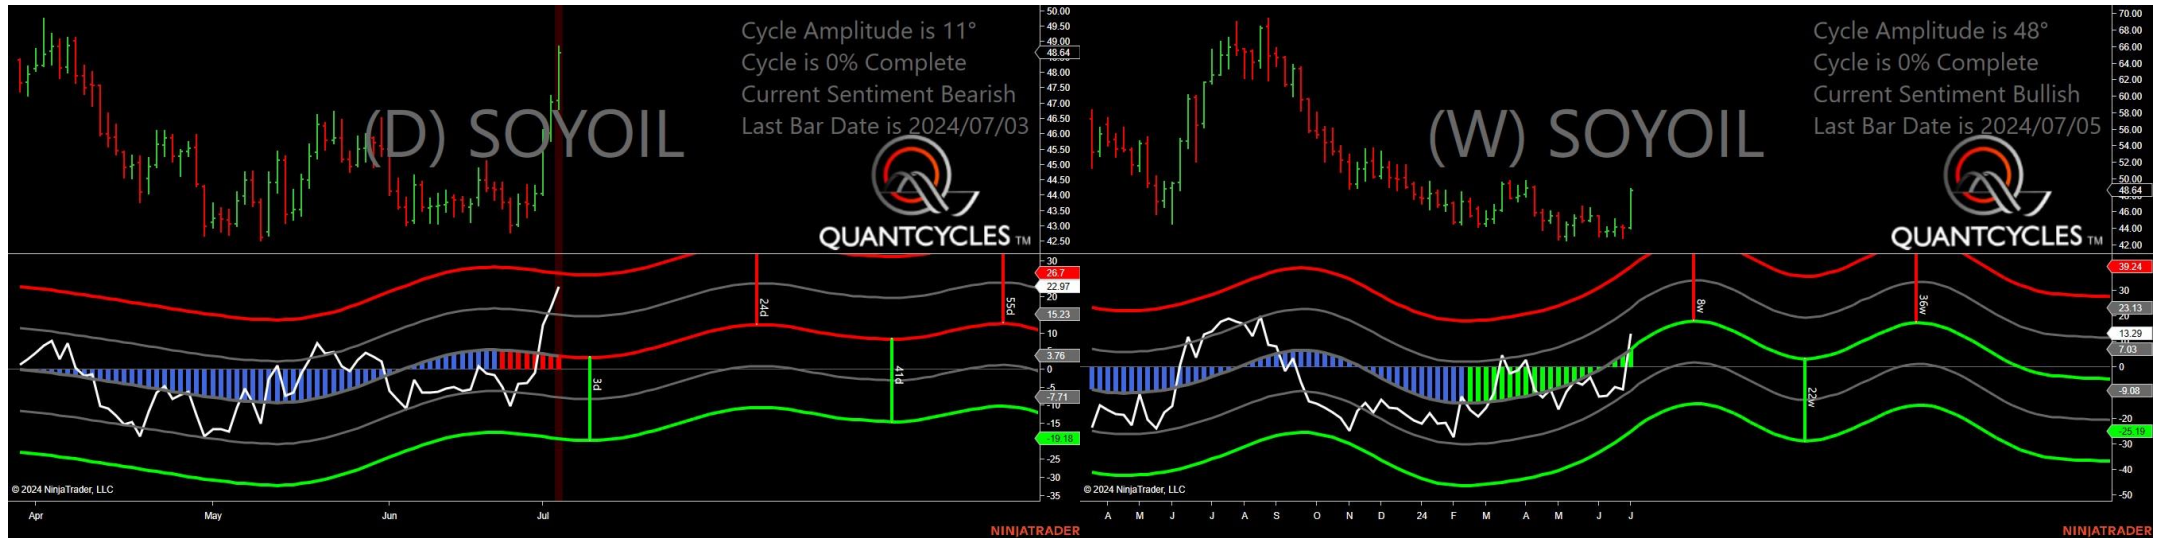 Cycle Amplitude is 11°
Cycle is 0% Complete
Current Sentiment Bearish
Last Bar Date is 2024/07/03
(D) SOYOIL
QUANTCYCLES TM
50.00
49.50
49.00
48.64
48.00
47.50
47.00
46.50
46.00
45.50
45.00
44.50
44.00
43.50
43.00
42.50
30
26.7
22.97
20
15.23
10
3.76
0
-5
-7.71
-10
-15
-19.18
-25
-30
-35
3d
24d
41d
55d
© 2024 NinjaTrader, LLC
Apr May Jun Jul
NINJATRADER
Cycle Amplitude is 48°
Cycle is 0% Complete
Current Sentiment Bullish
Last Bar Date is 2024/07/05
(W) SOYOIL
QUANTCYCLES TM
70.00
68.00
66.00
64.00
62.00
60.00
58.00
56.00
54.00
52.00
50.00
48.64
46.00
44.00
42.00
39.24
30
23.13
20
13.29
7.03
0
-9.08
-20
-25.19
-30
-40
-50
8w
22w
36w
© 2024 NinjaTrader, LLC
A M J J A S O N D 24 F M A M J J
NINJATRADER